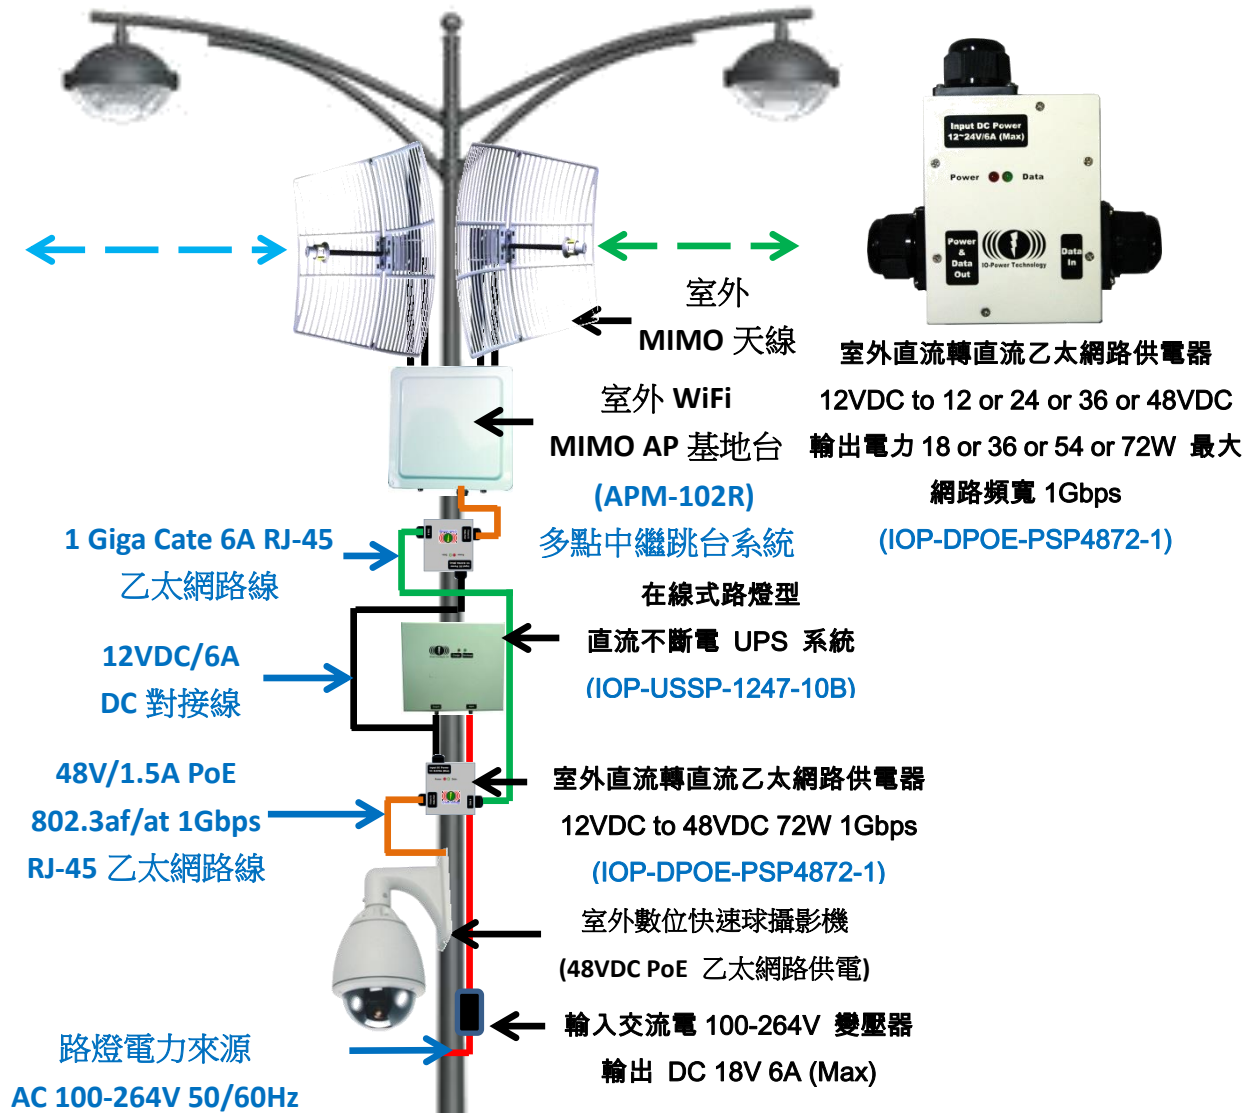 Input DC Power
12~24V/6A (Max)
Power Data
Power
&
Data
Out
IO-Power Technology
Data
In
室外
MIMO 天線
室外直流轉直流乙太網路供電器
12VDC to 12 or 24 or 36 or 48VDC
輸出電力 18 or 36 or 54 or 72W 最大
網路頻寬 1Gbps
(IOP-DPOE-PSP4872-1)
室外 WiFi
MIMO AP 基地台
(APM-102R)
多點中繼跳台系統
1 Giga Cate 6A RJ-45
乙太網路線
在線式路燈型
直流不斷電 UPS 系統
(IOP-USSP-1247-10B)
12VDC/6A
DC 對接線
48V/1.5A PoE
802.3af/at 1Gbps
RJ-45 乙太網路線
室外直流轉直流乙太網路供電器
12VDC to 48VDC 72W 1Gbps
(IOP-DPOE-PSP4872-1)
室外數位快速球攝影機
(48VDC PoE 乙太網路供電)
輸入交流電 100-264V 變壓器
輸出 DC 18V 6A (Max)
路燈電力來源
AC 100-264V 50/60Hz